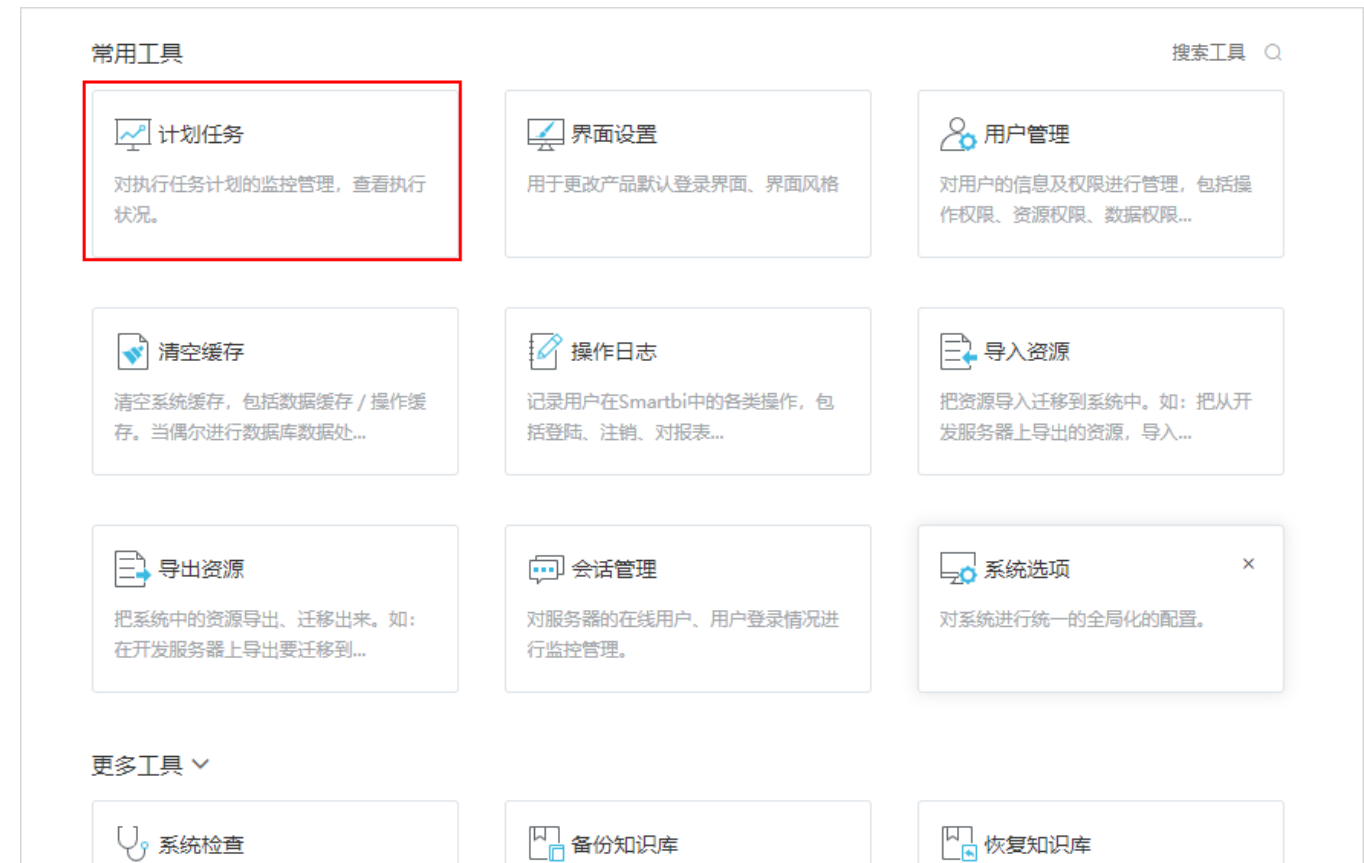 常用工具
搜索工具
计划任务
对执行任务计划的监控管理，查看执行
状况。
界面设置
用于更改产品默认登录界面、界面风格
用户管理
对用户的信息及权限进行管理，包括操
作权限、资源权限、数据权限...
清空缓存
清空系统缓存，包括数据缓存 / 操作缓
存。当偶尔进行数据库数据处...
操作日志
记录用户在Smartbi中的各类操作，包
括登陆、注销、对报表...
导入资源
把资源导入迁移到系统中。如：把从开
发服务器上导出的资源，导入...
导出资源
把系统中的资源导出、迁移出来。如：
在开发服务器上导出要迁移到...
会话管理
对服务器的在线用户、用户登录情况进
行监控管理。
系统选项
对系统进行统一的全局化的配置。
更多工具
系统检查
备份知识库
恢复知识库